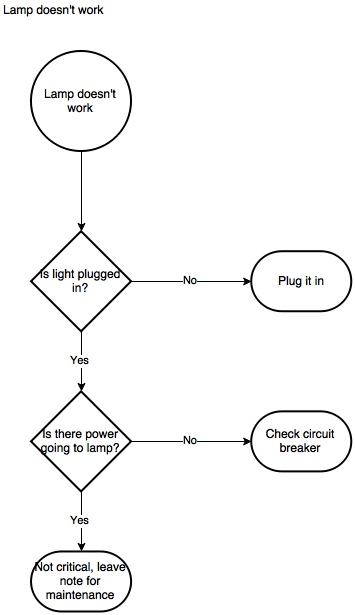 Lamp doesn't work
Lamp doesn't
work
Is light plugged
in?
No
Plug it in
Yes
Is there power
going to lamp?
No
Check circuit
breaker
Yes
Not critical, leave
note for
maintenance